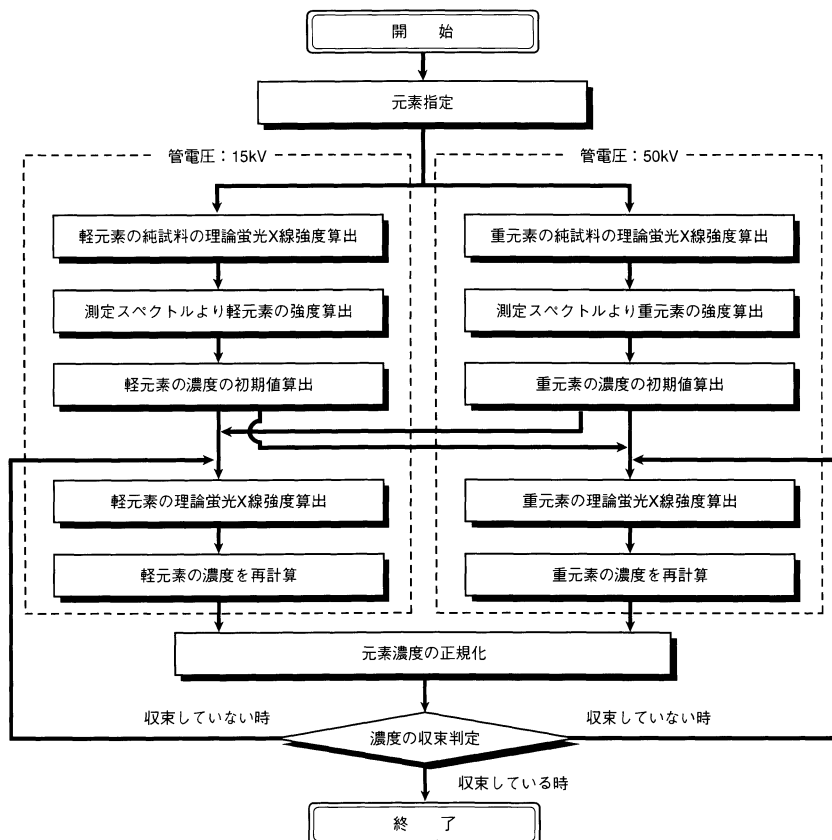 開 始
元素指定
管電圧：15kV
管電圧：50kV
軽元素の純試料の理論蛍光X線強度算出
重元素の純試料の理論蛍光X線強度算出
測定スペクトルより軽元素の強度算出
測定スペクトルより重元素の強度算出
軽元素の濃度の初期値算出
重元素の濃度の初期値算出
軽元素の理論蛍光X線強度算出
重元素の理論蛍光X線強度算出
軽元素の濃度を再計算
重元素の濃度を再計算
元素濃度の正規化
収束していない時
収束していない時
濃度の収束判定
収束している時
終 了